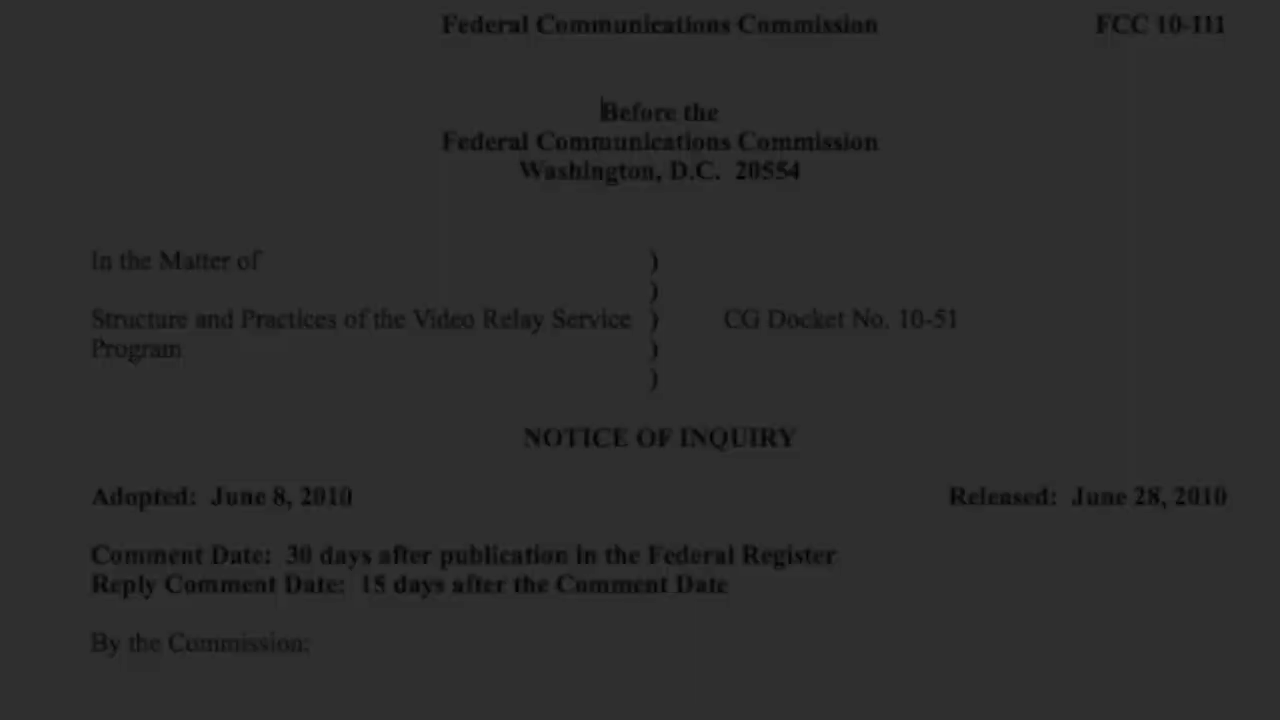 Federal Communications Commission FCC 10-111
Before the
Federal Communications Commission
Washington, D.C. 20554
In the Matter of )
)
Structure and Practices of the Video Relay Service ) CG Docket No. 10-51
Program )
)
NOTICE OF INQUIRY
Adopted: June 8, 2010 Released: June 28, 2010
Comment Date: 30 days after publication in the Federal Register
Reply Comment Date: 15 days after the Comment Date
By the Commission: